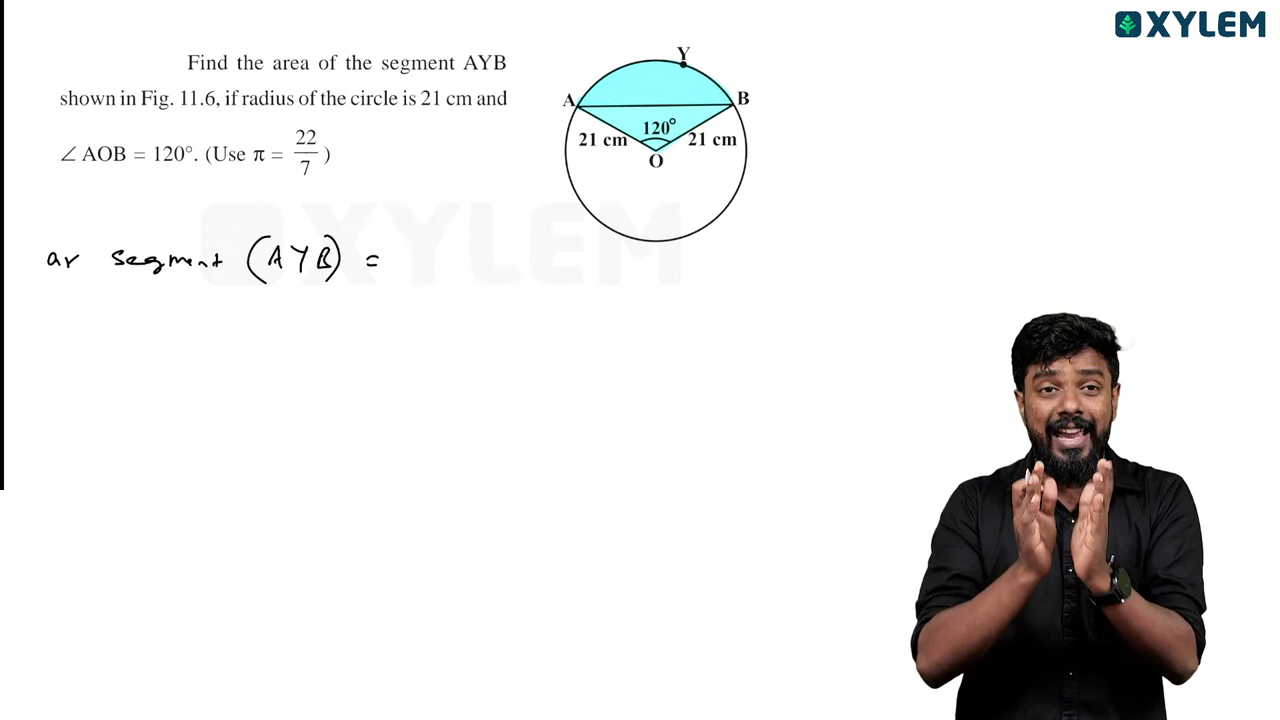 XYLEM
Find the area of the segment AYB
shown in Fig. 11.6, if radius of the circle is 21 cm and
∠ AOB = 120°. (Use π = 22/7)
Y
A
B
120°
21 cm
21 cm
O
XYLEM
ar segment (AYB) =